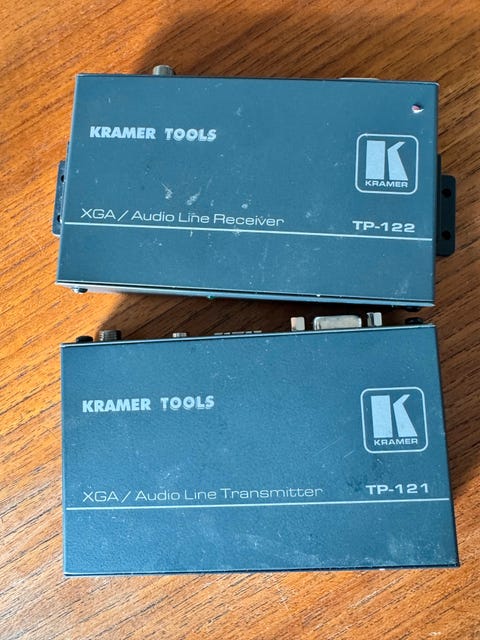 KRAMER TOOLS
K
KRAMER
XGA / Audio Line Receiver TP-122
KRAMER TOOLS
K
KRAMER
XGA / Audio Line Transmitter TP-121